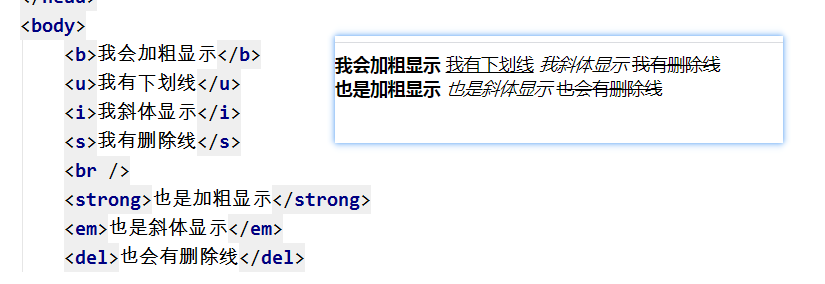 </head>
<body>
<b>我会加粗显示</b>
<u>我有下划线</u>
<i>我斜体显示</i>
<s>我有删除线</s>
<br />
<strong>也是加粗显示</strong>
<em>也是斜体显示</em>
<del>也会有删除线</del>
我会加粗显示 我有下划线 我斜体显示 我有删除线
也是加粗显示 也是斜体显示 也会有删除线